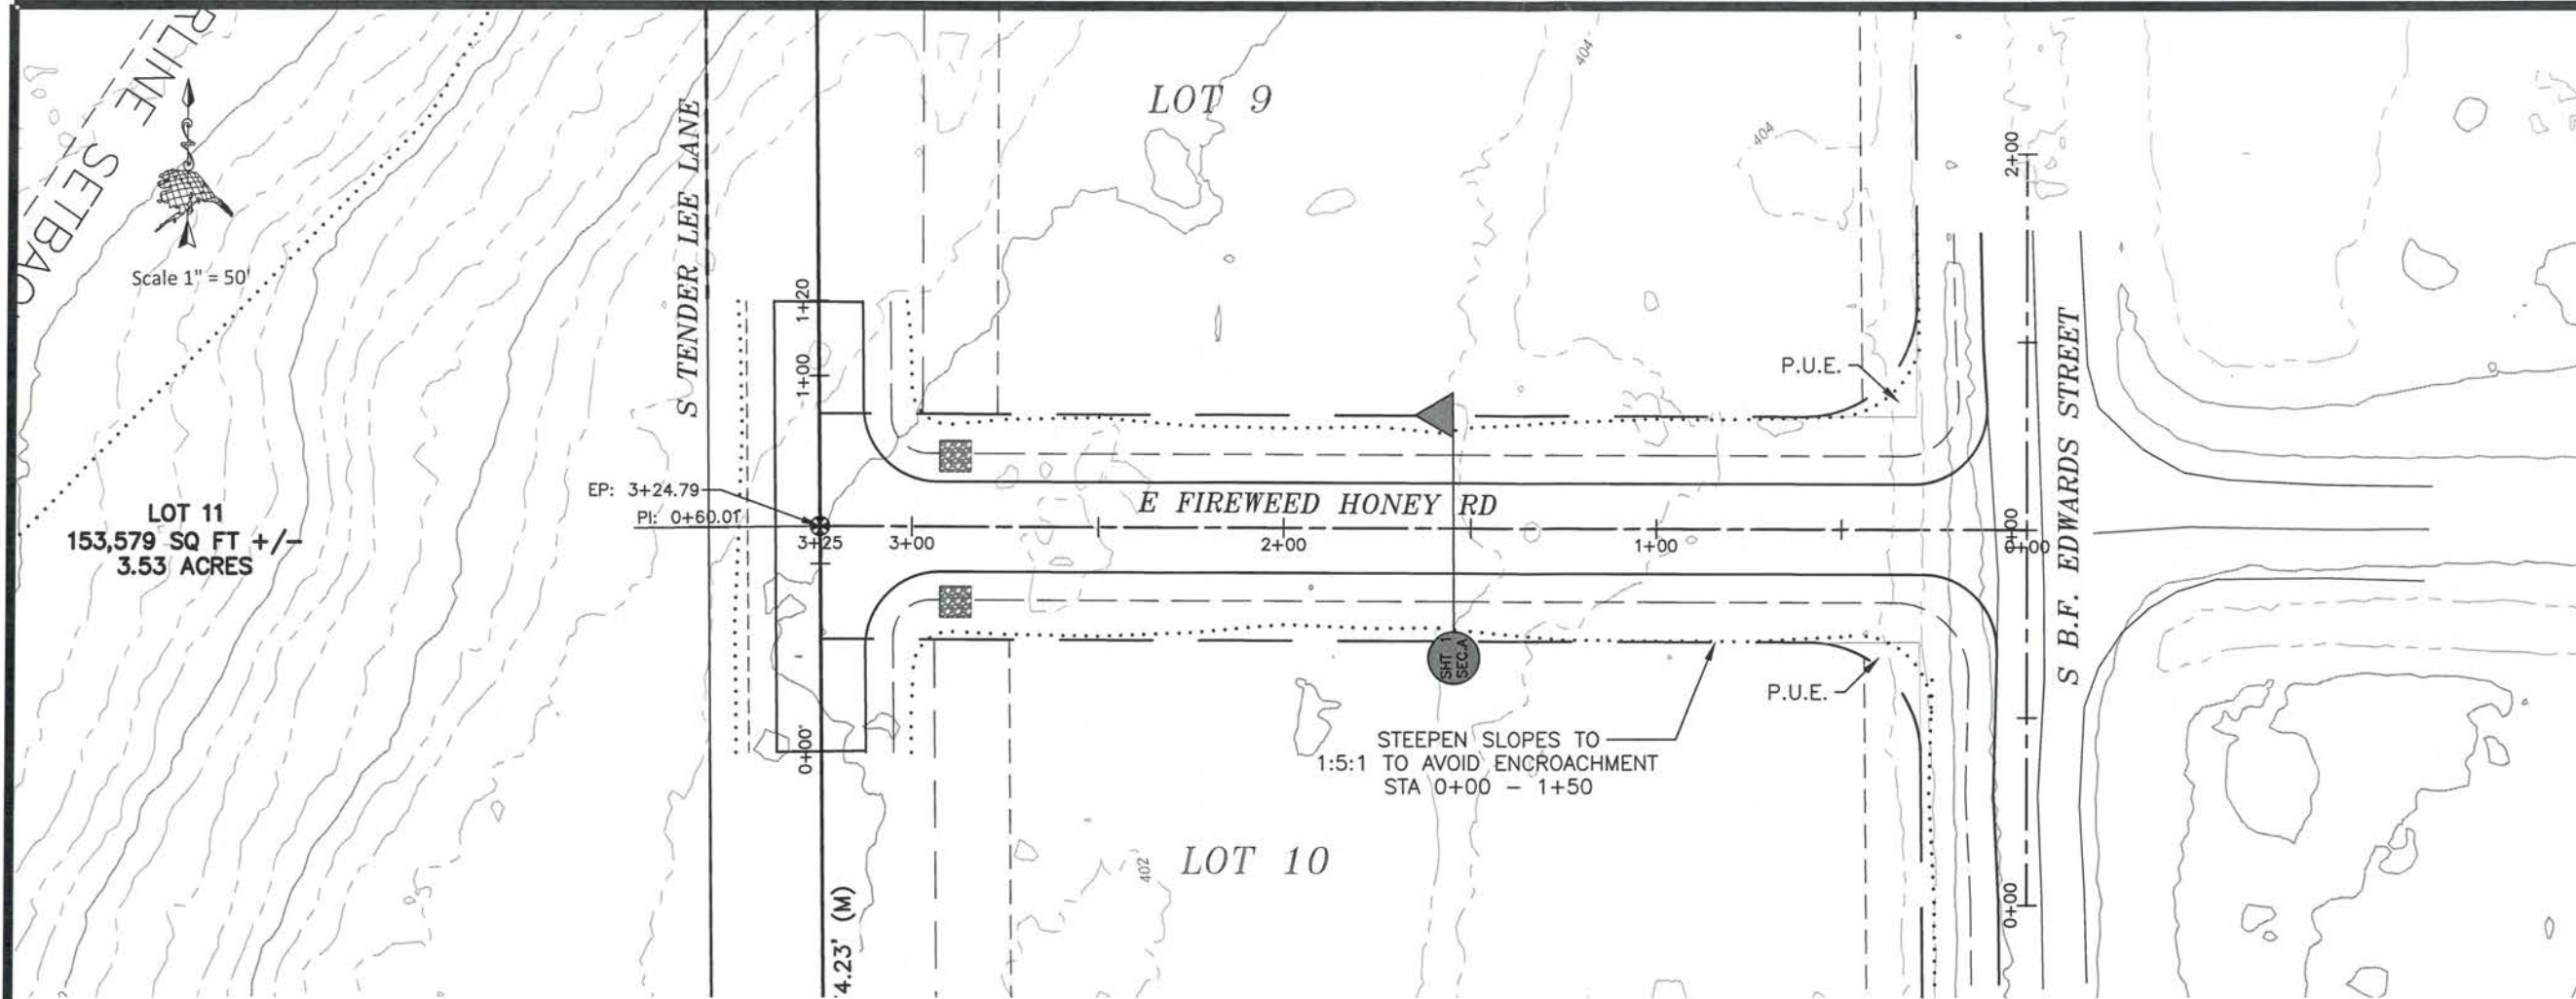 SETBAC
Scale 1" = 50'
LOT 11
153,579 SQ FT +/-
3.53 ACRES
S TENDER LEE LANE
LOT 9
404
404
1+20
1+00
0+00
EP: 3+24.79
PI: 0+60.01
3+25
3+00
2+00
1+00
0+00
E FIREWEED HONEY RD
P.U.E.
P.U.E.
SHT 1
SEC.A
STEEPEN SLOPES TO
1:5:1 TO AVOID ENCROACHMENT
STA 0+00 - 1+50
LOT 10
402
4.23' (M)
2+00
0+00
S B.F. EDWARDS STREET